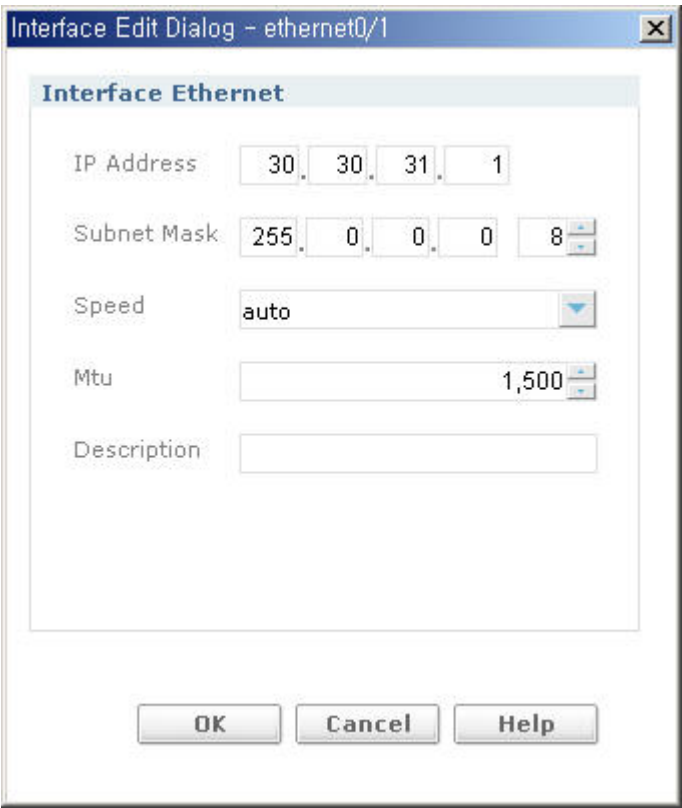 Interface Edit Dialog - ethernet0/1
Interface Ethernet
IP Address 30. 30. 31. 1
Subnet Mask 255. 0. 0. 0 8
Speed auto
Mtu 1,500
Description
OK Cancel Help